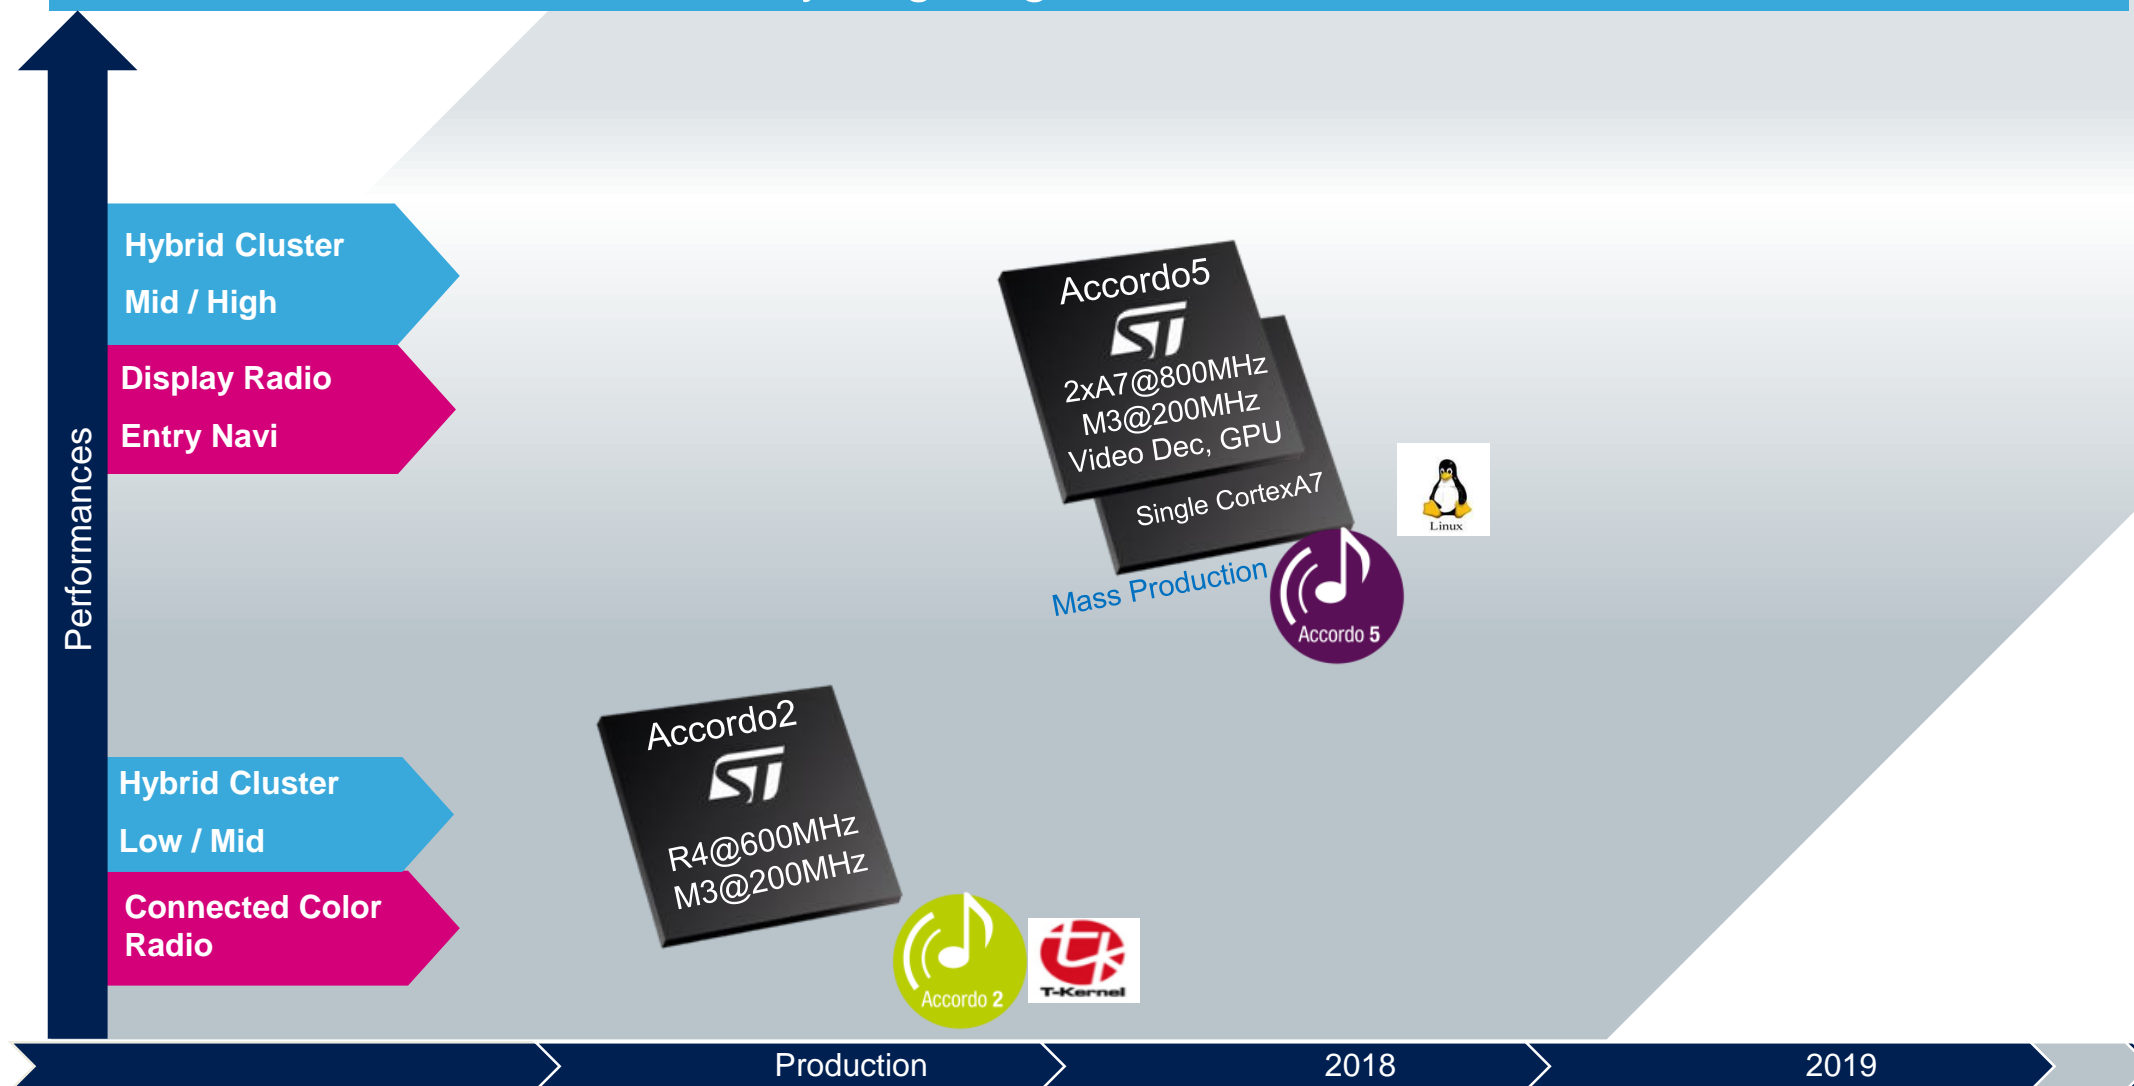 Performances
Hybrid Cluster
Mid / High
Display Radio
Entry Navi
Hybrid Cluster
Low / Mid
Connected Color
Radio
Accordo5
ST
2xA7@800MHz
M3@200MHz
Video Dec, GPU
Single CortexA7
Mass Production
Accordo 5
Linux
Accordo2
ST
R4@600MHz
M3@200MHz
Accordo 2
T-Kernel
Production
2018
2019